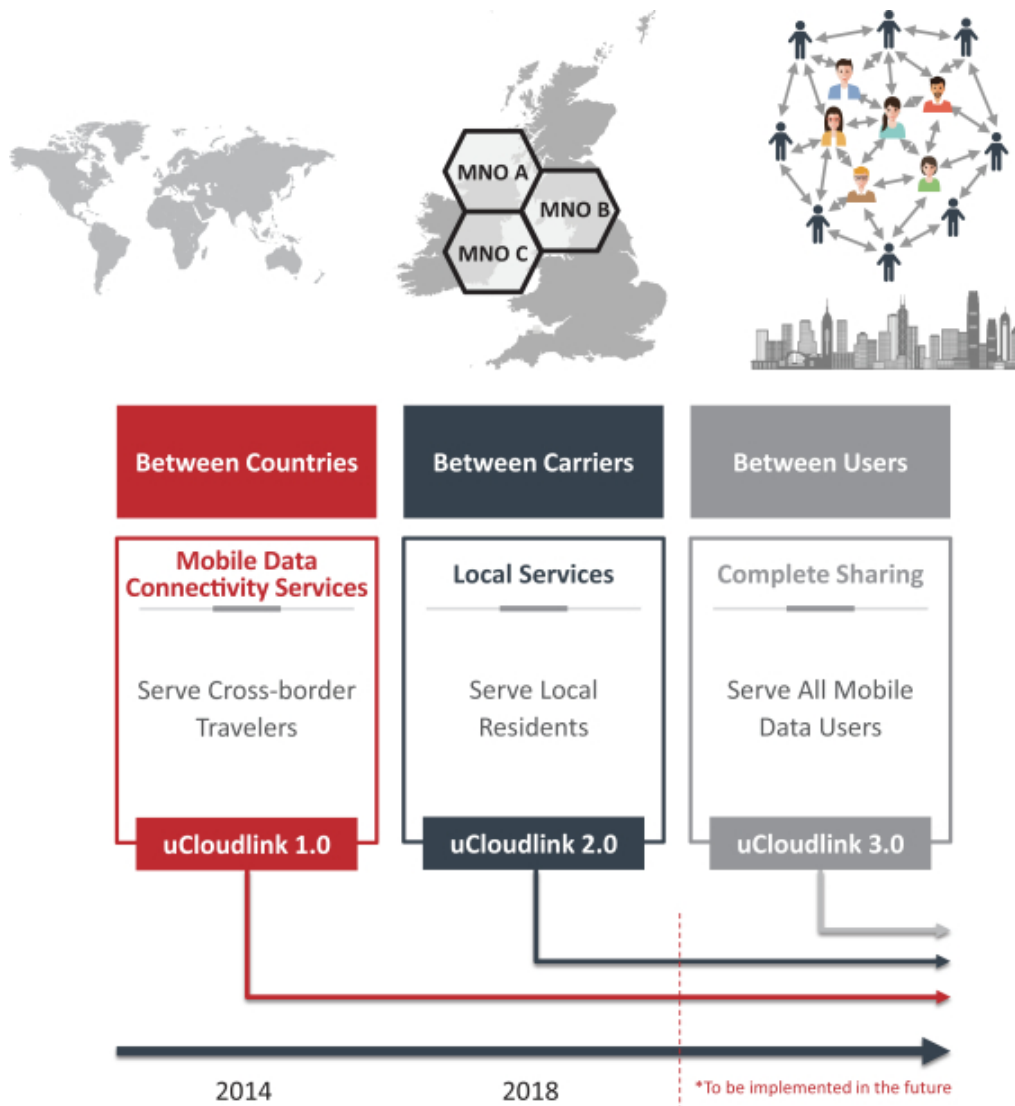 MNO A
MNO B
MNO C
Between Countries
Between Carriers
Between Users
Mobile Data
Connectivity Services
Local Services
Complete Sharing
Serve Cross-border
Travelers
Serve Local
Residents
Serve All Mobile
Data Users
uCloudlink 1.0
uCloudlink 2.0
uCloudlink 3.0
2014
2018
*To be implemented in the future